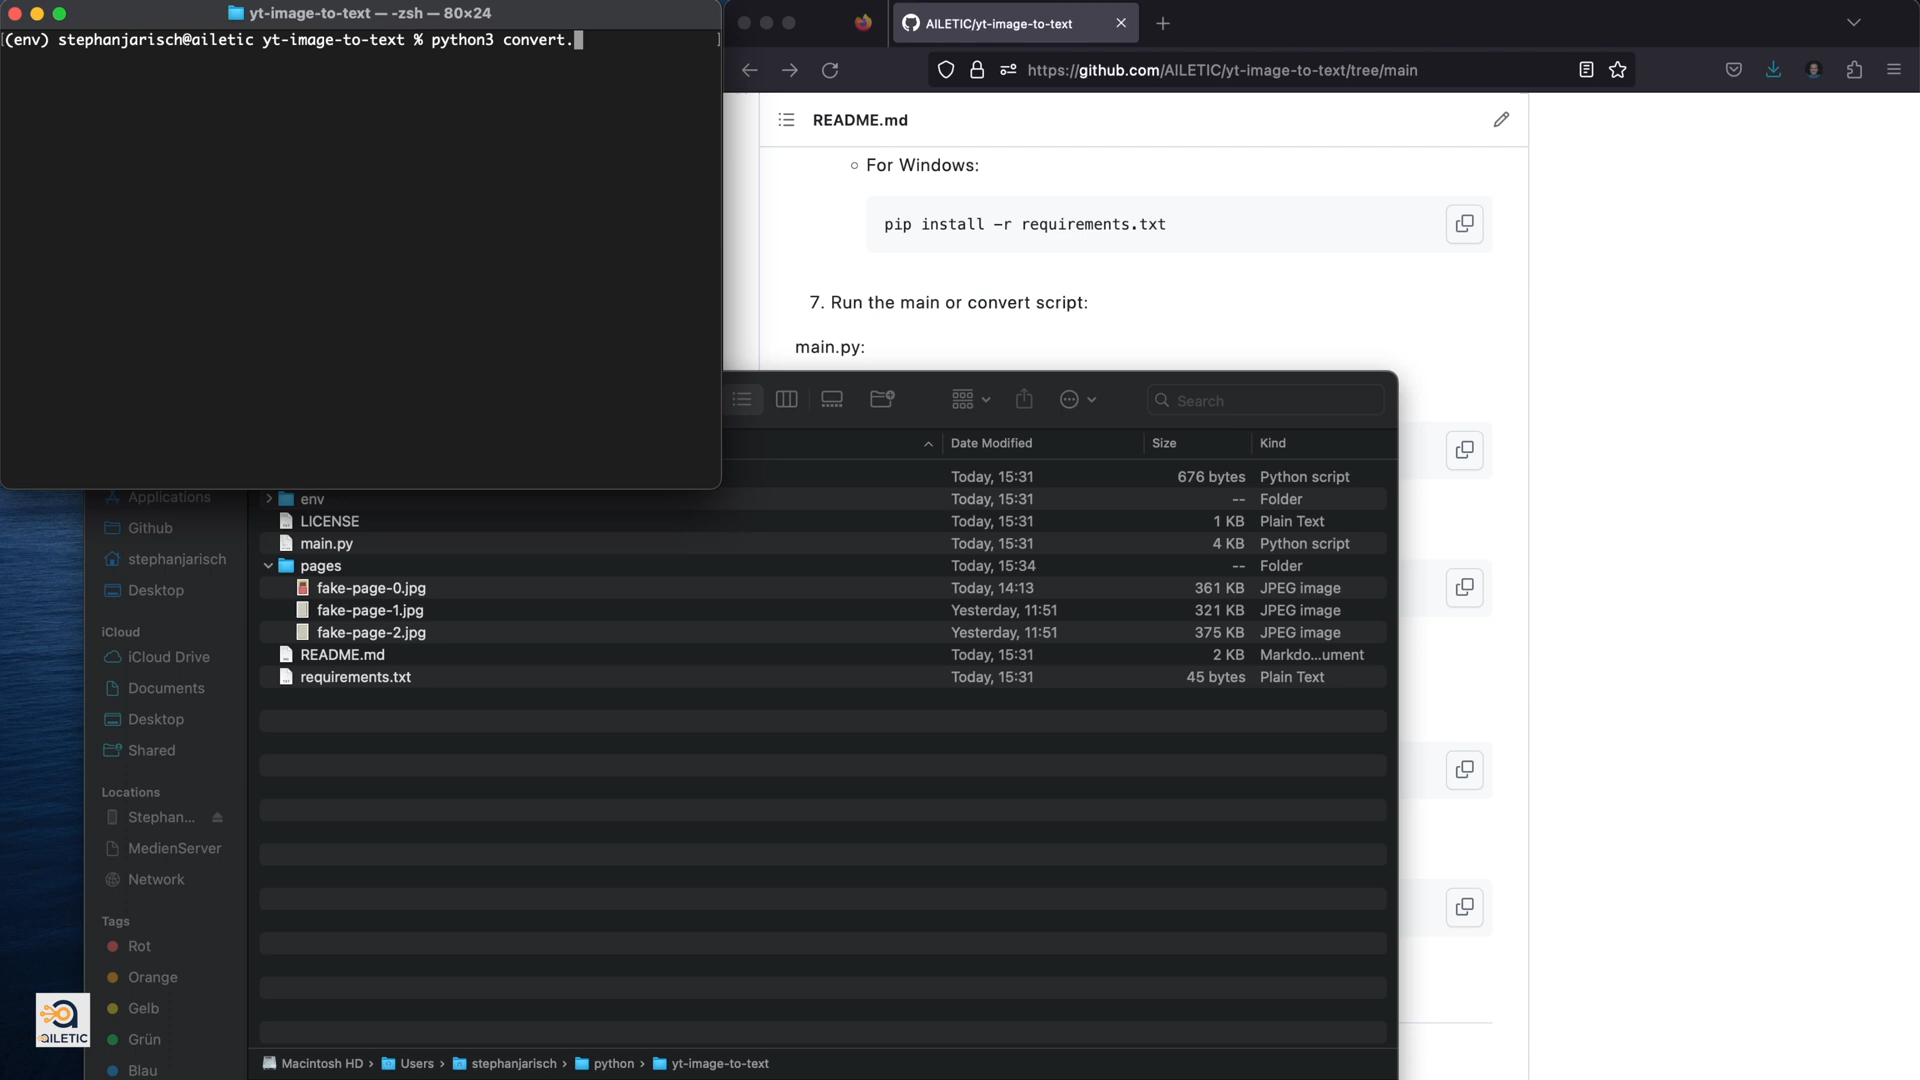 yt-image-to-text — -zsh — 80×24
(env) stephanjarisch@ailetic yt-image-to-text % python3 convert.
AILETIC/yt-image-to-text
https://github.com/AILETIC/yt-image-to-text/tree/main
README.md
For Windows:
pip install -r requirements.txt
7. Run the main or convert script:
main.py:
Search
Date Modified Size Kind
Today, 15:31 676 bytes Python script
env Today, 15:31 -- Folder
LICENSE Today, 15:31 1 KB Plain Text
main.py Today, 15:31 4 KB Python script
pages Today, 15:34 -- Folder
fake-page-0.jpg Today, 14:13 361 KB JPEG image
fake-page-1.jpg Yesterday, 11:51 321 KB JPEG image
fake-page-2.jpg Yesterday, 11:51 375 KB JPEG image
README.md Today, 15:31 2 KB Markdo...ument
requirements.txt Today, 15:31 45 bytes Plain Text
Applications
Github
stephanjarisch
Desktop
iCloud
iCloud Drive
Documents
Desktop
Shared
Locations
Stephan...
MedienServer
Network
Tags
Rot
Orange
Gelb
Grün
Blau
AILETIC
Macintosh HD › Users › stephanjarisch › python › yt-image-to-text